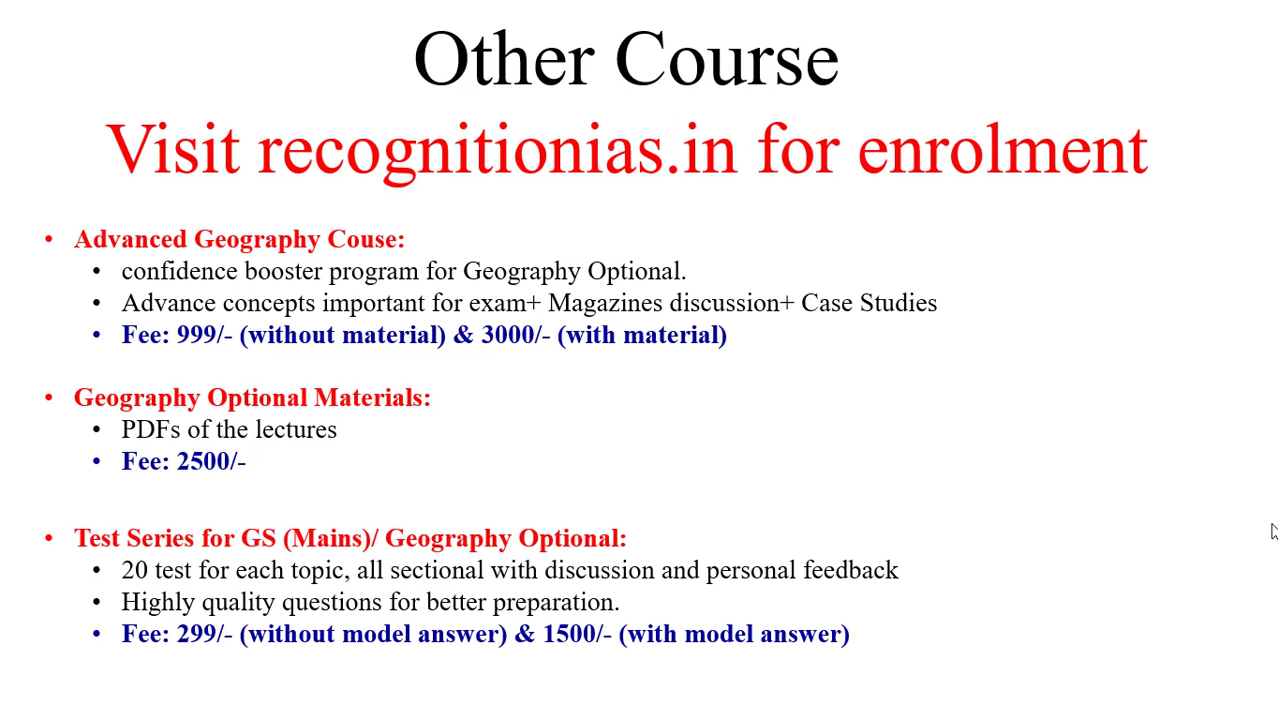 Other Course
Visit recognitionias.in for enrolment
• Advanced Geography Couse:
• confidence booster program for Geography Optional.
• Advance concepts important for exam+ Magazines discussion+ Case Studies
• Fee: 999/- (without material) & 3000/- (with material)
• Geography Optional Materials:
• PDFs of the lectures
• Fee: 2500/-
• Test Series for GS (Mains)/ Geography Optional:
• 20 test for each topic, all sectional with discussion and personal feedback
• Highly quality questions for better preparation.
• Fee: 299/- (without model answer) & 1500/- (with model answer)